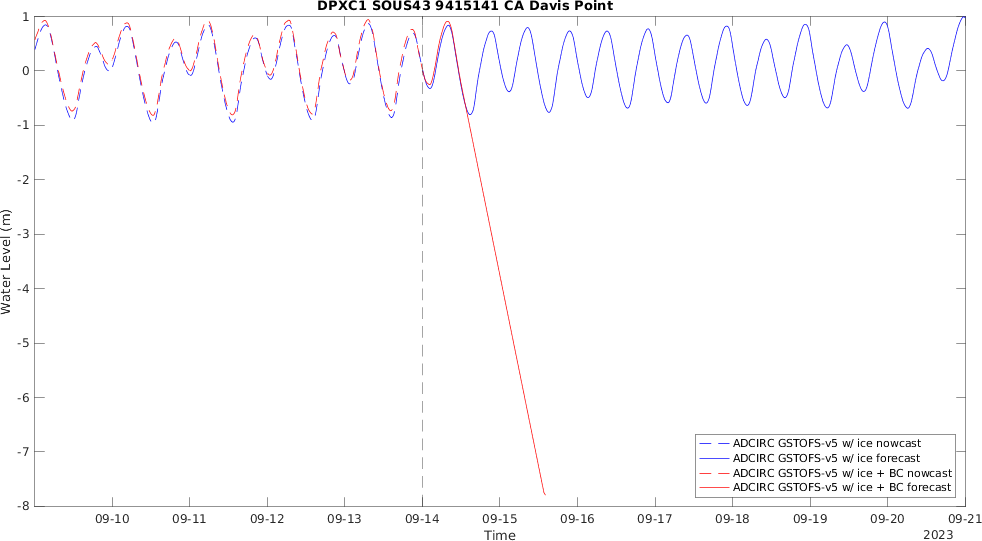 DPXC1 SOUS43 9415141 CA Davis Point
1
0
-1
-2
-3
-4
-5
-6
-7
-8
Water Level (m)
ADCIRC GSTOFS-v5 w/ ice nowcast
ADCIRC GSTOFS-v5 w/ ice forecast
ADCIRC GSTOFS-v5 w/ ice + BC nowcast
ADCIRC GSTOFS-v5 w/ ice + BC forecast
09-10 09-11 09-12 09-13 09-14 09-15 09-16 09-17 09-18 09-19 09-20 09-21
Time
2023